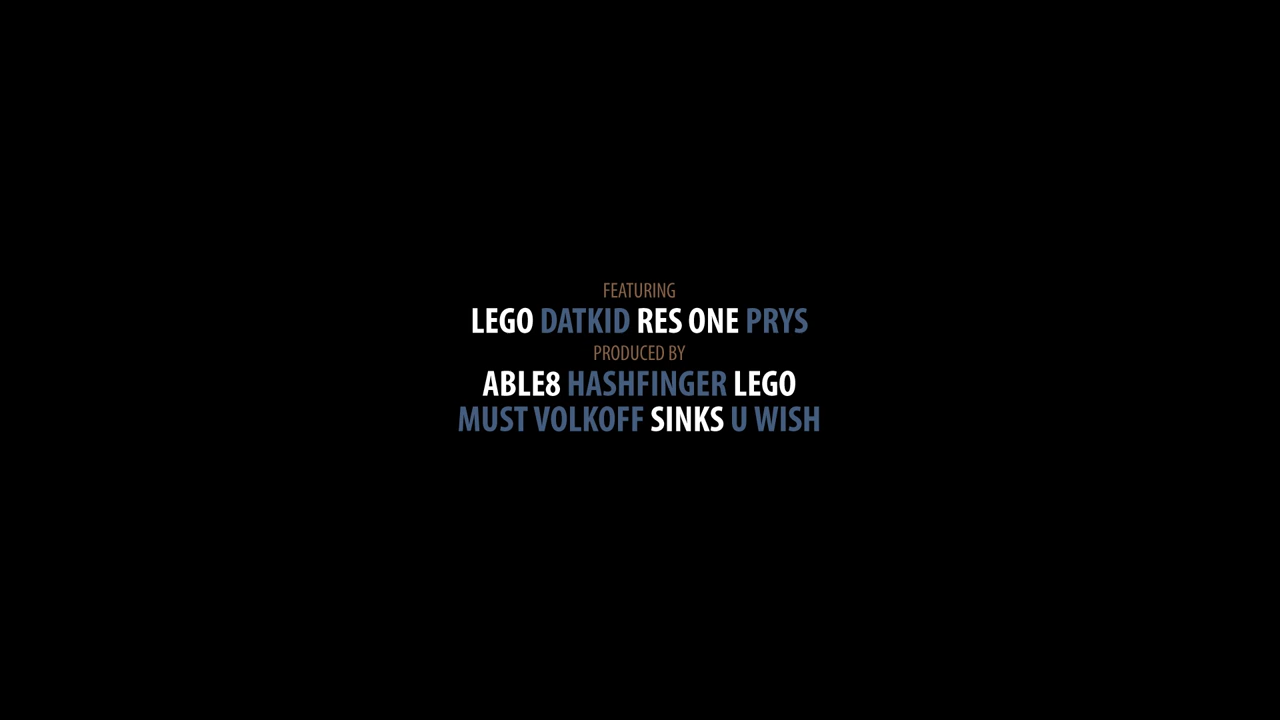 FEATURING
LEGO DATKID RES ONE PRYS
PRODUCED BY
ABLE8 HASHFINGER LEGO
MUST VOLKOFF SINKS U WISH